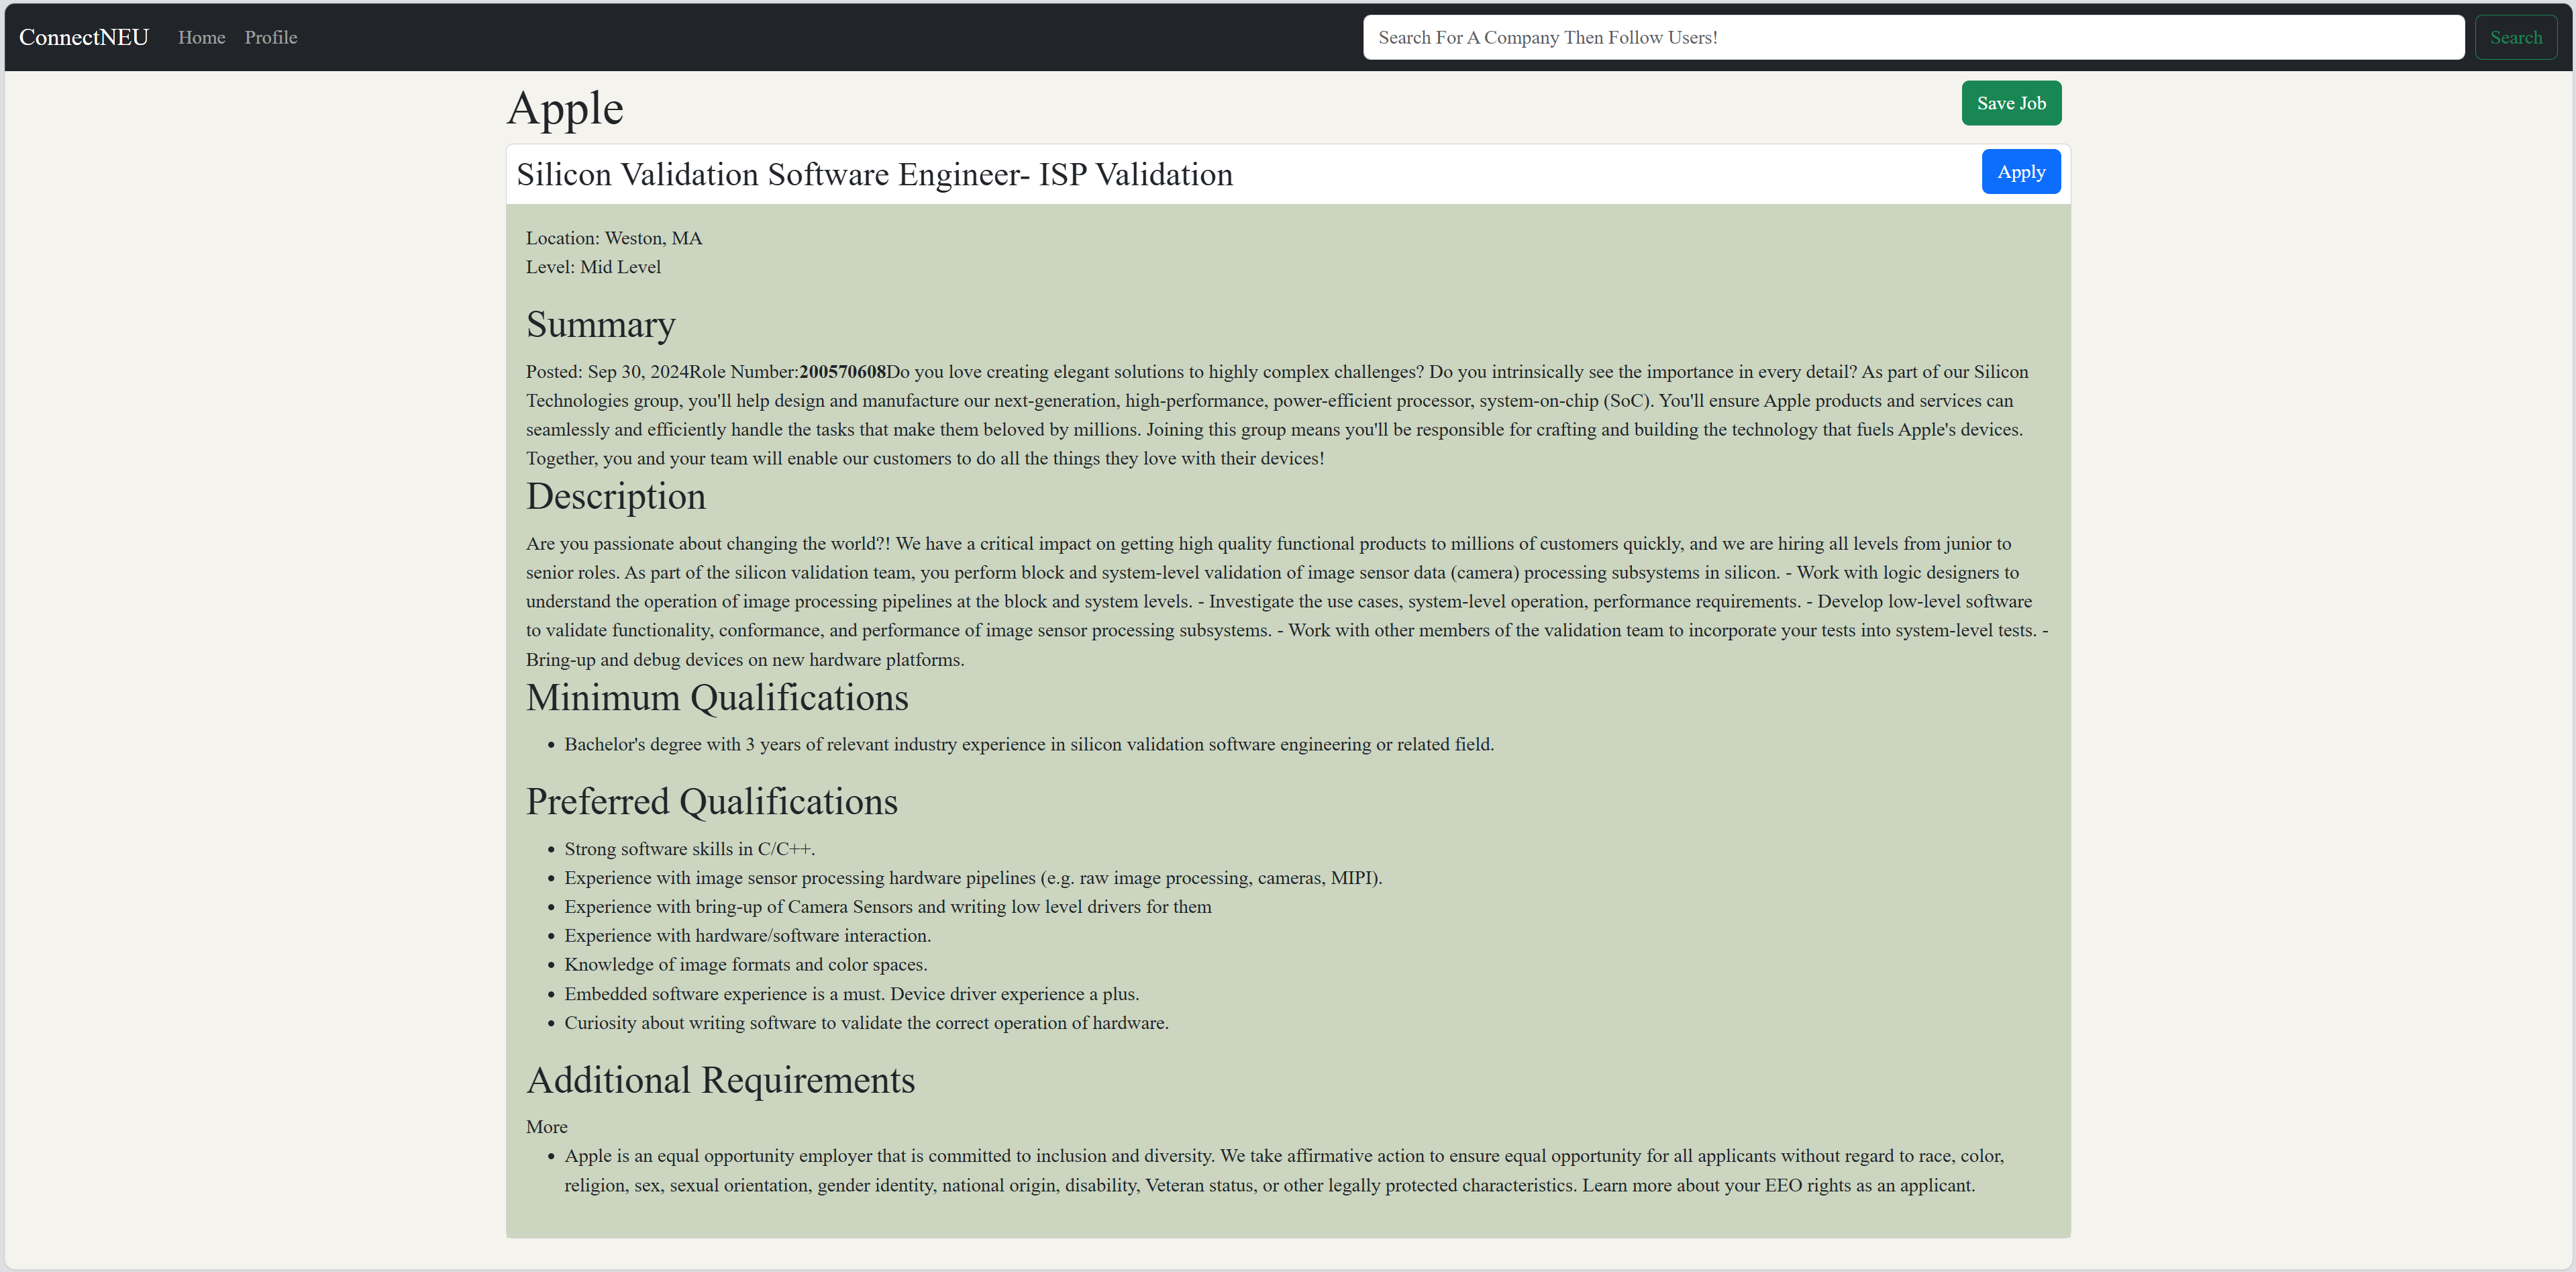 ConnectNEU Home Profile Search For A Company Then Follow Users! Search
Apple Save Job
Silicon Validation Software Engineer- ISP Validation Apply
Location: Weston, MA
Level: Mid Level
Summary
Posted: Sep 30, 2024Role Number:200570608Do you love creating elegant solutions to highly complex challenges? Do you intrinsically see the importance in every detail? As part of our Silicon
Technologies group, you'll help design and manufacture our next-generation, high-performance, power-efficient processor, system-on-chip (SoC). You'll ensure Apple products and services can
seamlessly and efficiently handle the tasks that make them beloved by millions. Joining this group means you'll be responsible for crafting and building the technology that fuels Apple's devices.
Together, you and your team will enable our customers to do all the things they love with their devices!
Description
Are you passionate about changing the world?! We have a critical impact on getting high quality functional products to millions of customers quickly, and we are hiring all levels from junior to
senior roles. As part of the silicon validation team, you perform block and system-level validation of image sensor data (camera) processing subsystems in silicon. - Work with logic designers to
understand the operation of image processing pipelines at the block and system levels. - Investigate the use cases, system-level operation, performance requirements. - Develop low-level software
to validate functionality, conformance, and performance of image sensor processing subsystems. - Work with other members of the validation team to incorporate your tests into system-level tests. -
Bring-up and debug devices on new hardware platforms.
Minimum Qualifications
• Bachelor's degree with 3 years of relevant industry experience in silicon validation software engineering or related field.
Preferred Qualifications
• Strong software skills in C/C++.
• Experience with image sensor processing hardware pipelines (e.g. raw image processing, cameras, MIPI).
• Experience with bring-up of Camera Sensors and writing low level drivers for them
• Experience with hardware/software interaction.
• Knowledge of image formats and color spaces.
• Embedded software experience is a must. Device driver experience a plus.
• Curiosity about writing software to validate the correct operation of hardware.
Additional Requirements
More
• Apple is an equal opportunity employer that is committed to inclusion and diversity. We take affirmative action to ensure equal opportunity for all applicants without regard to race, color,
religion, sex, sexual orientation, gender identity, national origin, disability, Veteran status, or other legally protected characteristics. Learn more about your EEO rights as an applicant.